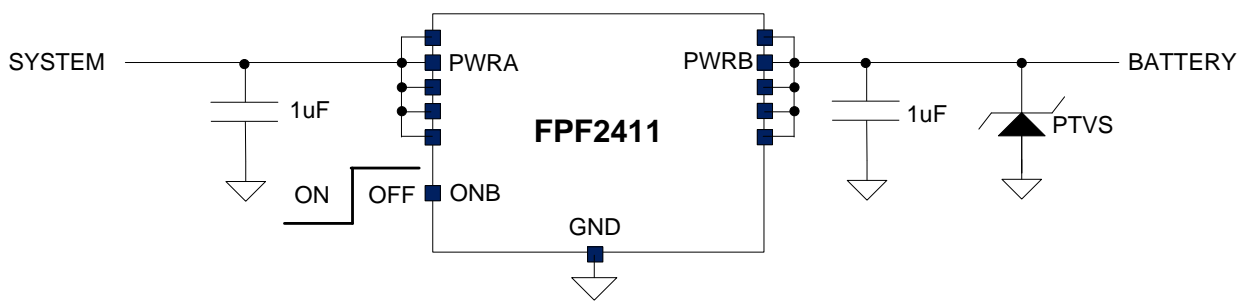 SYSTEM
PWRA
PWRB
BATTERY
1uF
FPF2411
1uF
PTVS
ON
OFF
ONB
GND